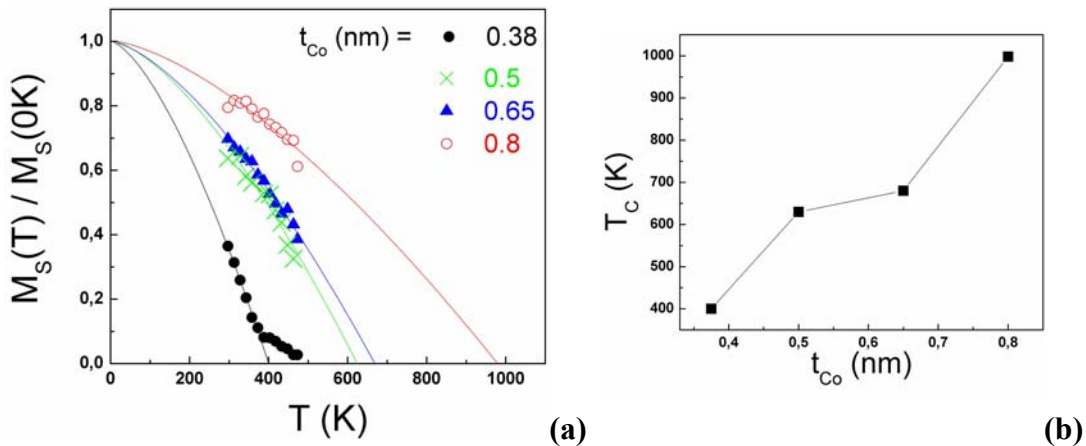 t_Co (nm) = 0.38
0.5
0.65
0.8
1,0
0,8
0,6
0,4
0,2
0,0
M_S(T) / M_S(0K)
0 200 400 600 800 1000
T (K)
(a)
1000
900
800
700
600
500
400
T_C (K)
0,4 0,5 0,6 0,7 0,8
t_Co (nm)
(b)